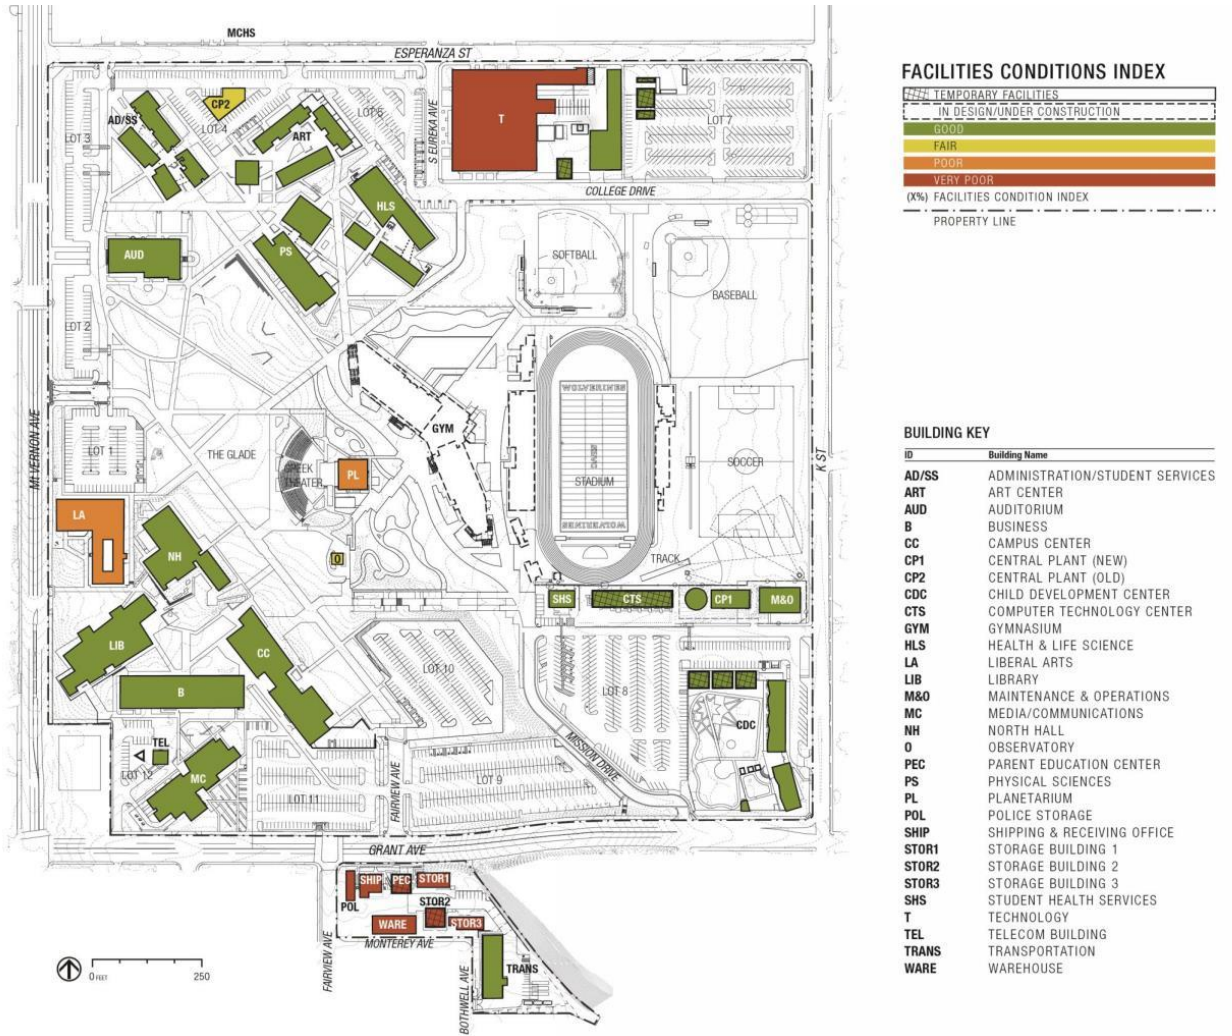 MCHS
ESPERANZA ST
FACILITIES CONDITIONS INDEX
TEMPORARY FACILITIES
IN DESIGN/UNDER CONSTRUCTION
GOOD
FAIR
POOR
VERY POOR
(X%) FACILITIES CONDITION INDEX
PROPERTY LINE
CP2
AD/SS
LOT 4
ART
LOT 5
LOT 3
S EUREKA AVE
T
LOT 7
COLLEGE DRIVE
HLS
AUD
PS
SOFTBALL
BASEBALL
LOT 2
WOLVERINES
MT VERNON AVE
LOT 1
THE GLADE
GREEK THEATER
PL
GYM
STADIUM
SOCCER
K ST
WOLVERINES
LA
NH
O
TRACK
SHS
CTS
CP1
M&O
LIB
CC
LOT 10
LOT 8
B
CDC
TEL
LOT 12
MC
LOT 11
FAIRVIEW AVE
LOT 9
MISSION DRIVE
GRANT AVE
SHIP
PEC
STOR1
POL
STOR2
WARE
STOR3
MONTEREY AVE
FAIRVIEW AVE
BOTHWELL AVE
TRANS
0 FEET
250
BUILDING KEY
ID Building Name
AD/SS ADMINISTRATION/STUDENT SERVICES
ART ART CENTER
AUD AUDITORIUM
B BUSINESS
CC CAMPUS CENTER
CP1 CENTRAL PLANT (NEW)
CP2 CENTRAL PLANT (OLD)
CDC CHILD DEVELOPMENT CENTER
CTS COMPUTER TECHNOLOGY CENTER
GYM GYMNASIUM
HLS HEALTH & LIFE SCIENCE
LA LIBERAL ARTS
LIB LIBRARY
M&O MAINTENANCE & OPERATIONS
MC MEDIA/COMMUNICATIONS
NH NORTH HALL
O OBSERVATORY
PEC PARENT EDUCATION CENTER
PS PHYSICAL SCIENCES
PL PLANETARIUM
POL POLICE STORAGE
SHIP SHIPPING & RECEIVING OFFICE
STOR1 STORAGE BUILDING 1
STOR2 STORAGE BUILDING 2
STOR3 STORAGE BUILDING 3
SHS STUDENT HEALTH SERVICES
T TECHNOLOGY
TEL TELECOM BUILDING
TRANS TRANSPORTATION
WARE WAREHOUSE